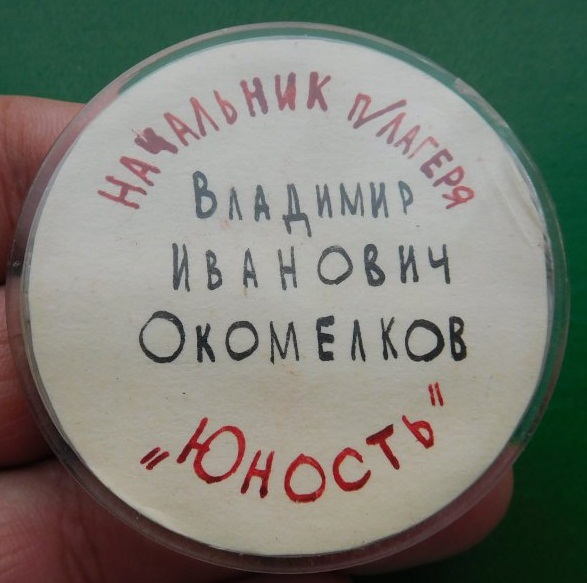 НАЧАЛЬНИК п/ЛАГЕРЯ
ВЛАДИМИР
ИВАНОВИЧ
ОКОМЕЛКОВ
„ЮНОСТЬ"